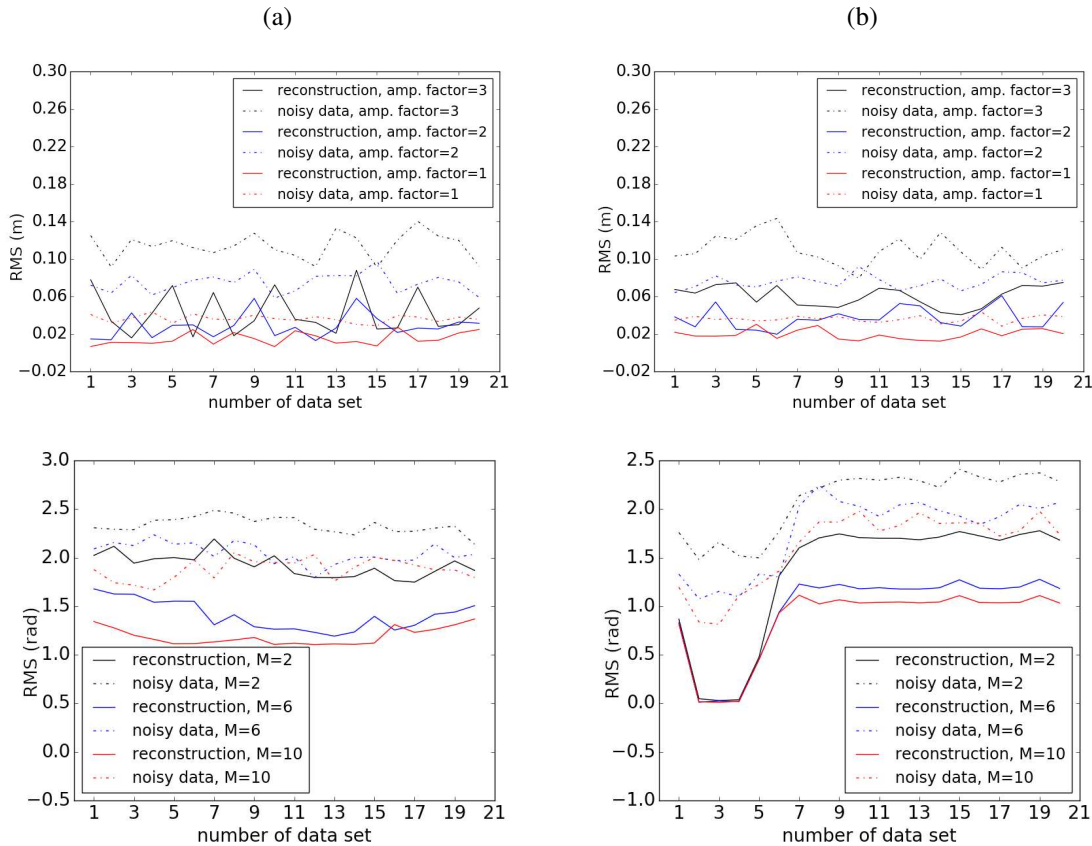 (a)
(b)
0.30
0.26
0.22
0.18
0.14
0.10
0.06
0.02
−0.02
RMS (m)
reconstruction, amp. factor=3
noisy data, amp. factor=3
reconstruction, amp. factor=2
noisy data, amp. factor=2
reconstruction, amp. factor=1
noisy data, amp. factor=1
1 3 5 7 9 11 13 15 17 19 21
number of data set
0.30
0.26
0.22
0.18
0.14
0.10
0.06
0.02
−0.02
RMS (m)
reconstruction, amp. factor=3
noisy data, amp. factor=3
reconstruction, amp. factor=2
noisy data, amp. factor=2
reconstruction, amp. factor=1
noisy data, amp. factor=1
1 3 5 7 9 11 13 15 17 19 21
number of data set
3.0
2.5
2.0
1.5
1.0
0.5
0.0
−0.5
RMS (rad)
reconstruction, M=2
noisy data, M=2
reconstruction, M=6
noisy data, M=6
reconstruction, M=10
noisy data, M=10
1 3 5 7 9 11 13 15 17 19 21
number of data set
2.5
2.0
1.5
1.0
0.5
0.0
−0.5
−1.0
RMS (rad)
reconstruction, M=2
noisy data, M=2
reconstruction, M=6
noisy data, M=6
reconstruction, M=10
noisy data, M=10
1 3 5 7 9 11 13 15 17 19 21
number of data set